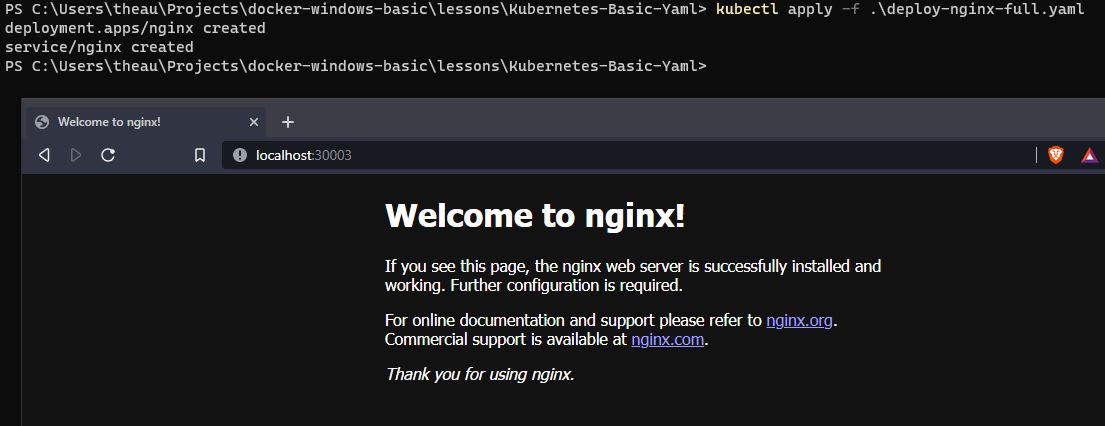 PS C:\Users\theau\Projects\docker-windows-basic\lessons\Kubernetes-Basic-Yaml> kubectl apply -f .\deploy-nginx-full.yaml
deployment.apps/nginx created
service/nginx created
PS C:\Users\theau\Projects\docker-windows-basic\lessons\Kubernetes-Basic-Yaml>
Welcome to nginx!
localhost:30003
Welcome to nginx!
If you see this page, the nginx web server is successfully installed and
working. Further configuration is required.
For online documentation and support please refer to nginx.org.
Commercial support is available at nginx.com.
Thank you for using nginx.